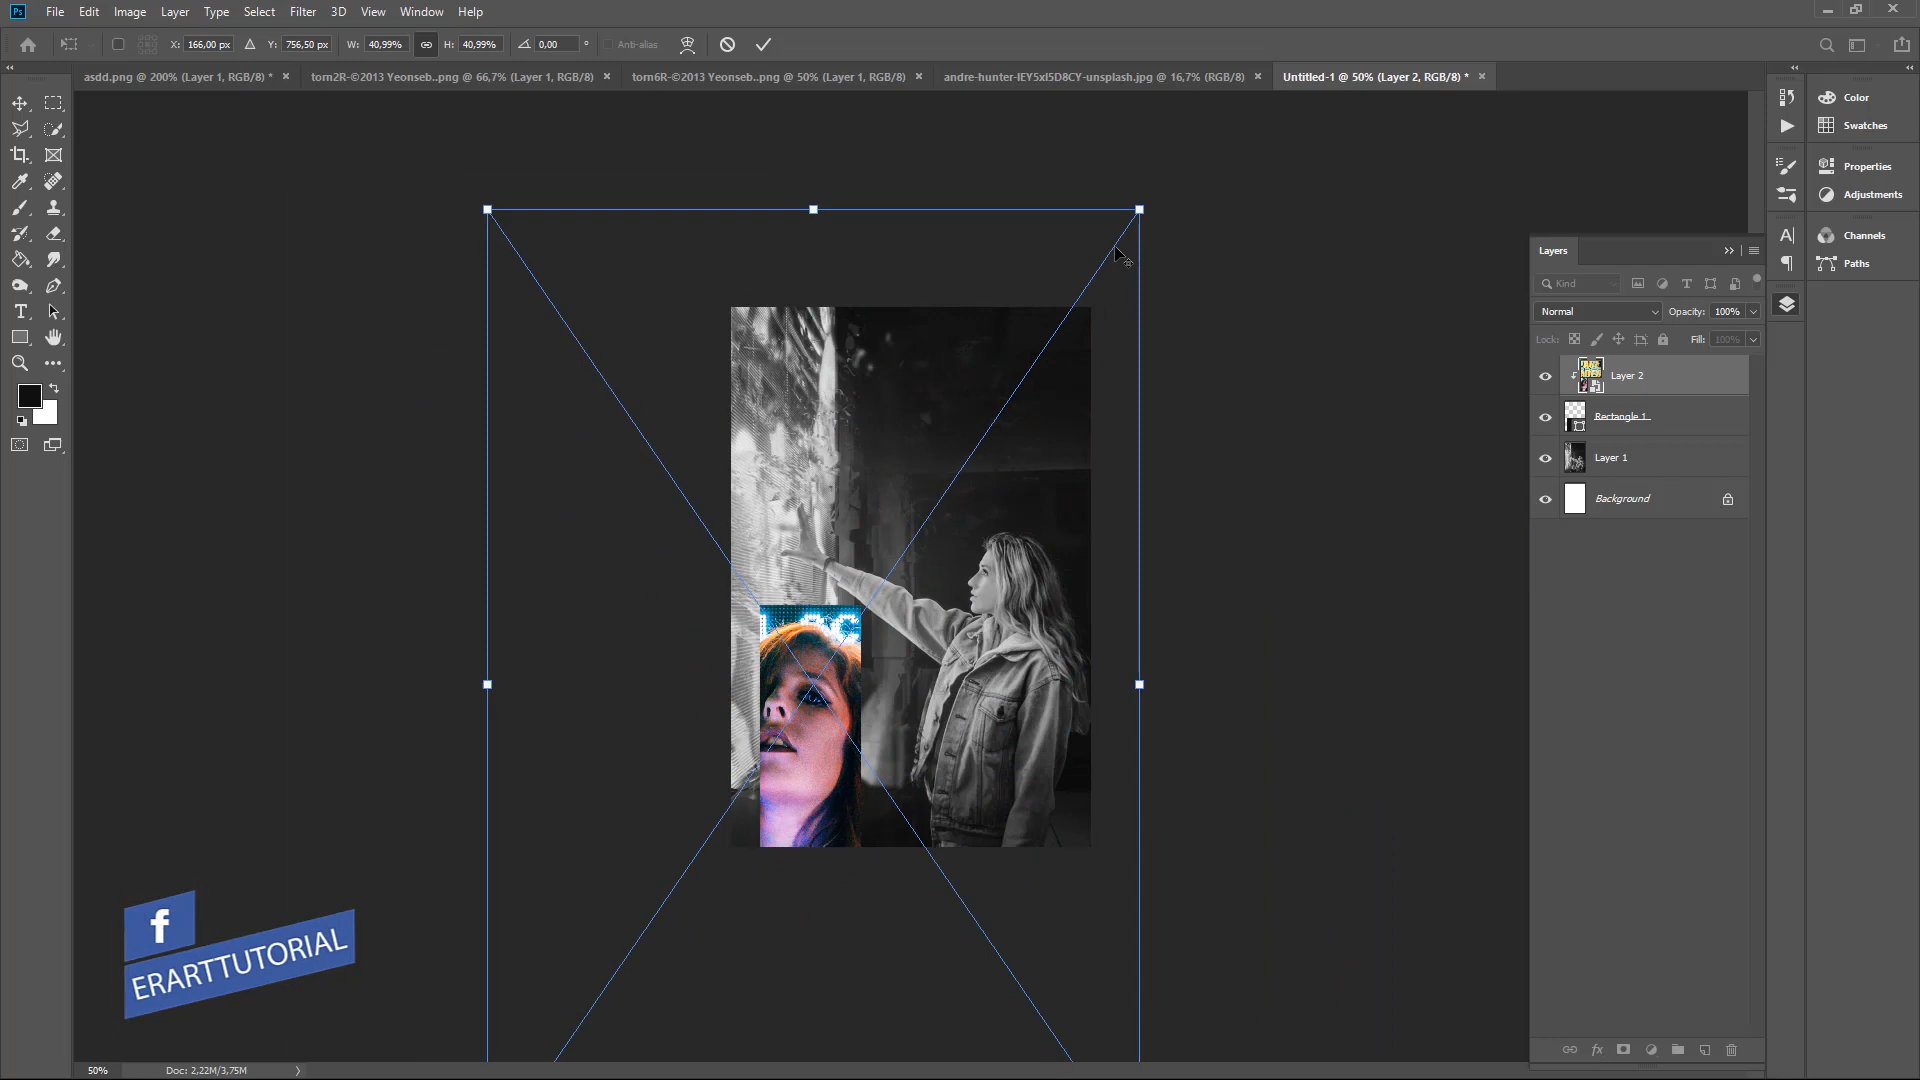 Ps File Edit Image Layer Type Select Filter 3D View Window Help
X: 166,00 px Y: 756,50 px W: 40,99% H: 40,99% 0,00 ° Anti-alias
asdd.png @ 200% (Layer 1, RGB/8) * torn2R-©2013 Yeonseb..png @ 66,7% (Layer 1, RGB/8) torn6R-©2013 Yeonseb..png @ 50% (Layer 1, RGB/8) andre-hunter-IEY5xI5D8CY-unsplash.jpg @ 16,7% (RGB/8) Untitled-1 @ 50% (Layer 2, RGB/8) *
Color
Swatches
Properties
Adjustments
Channels
Paths
Layers
Kind
Normal Opacity: 100%
Lock: Fill: 100%
Layer 2
Rectangle 1
Layer 1
Background
f
ERARTTUTORIAL
50% Doc: 2,22M/3,75M